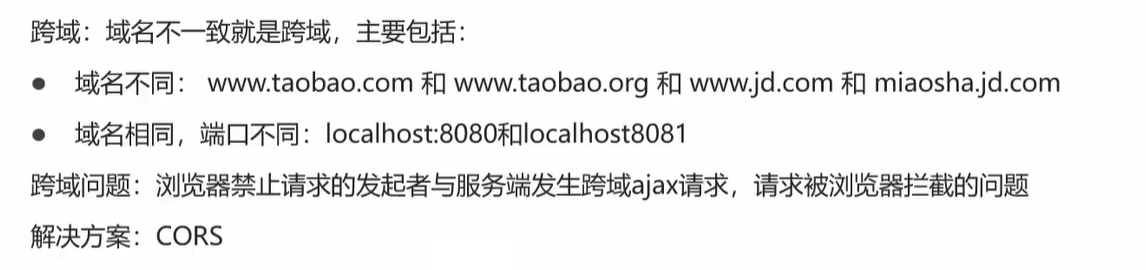 跨域：域名不一致就是跨域，主要包括：
● 域名不同： www.taobao.com 和 www.taobao.org 和 www.jd.com 和 miaosha.jd.com
● 域名相同，端口不同：localhost:8080和localhost8081
跨域问题：浏览器禁止请求的发起者与服务端发生跨域ajax请求，请求被浏览器拦截的问题
解决方案：CORS